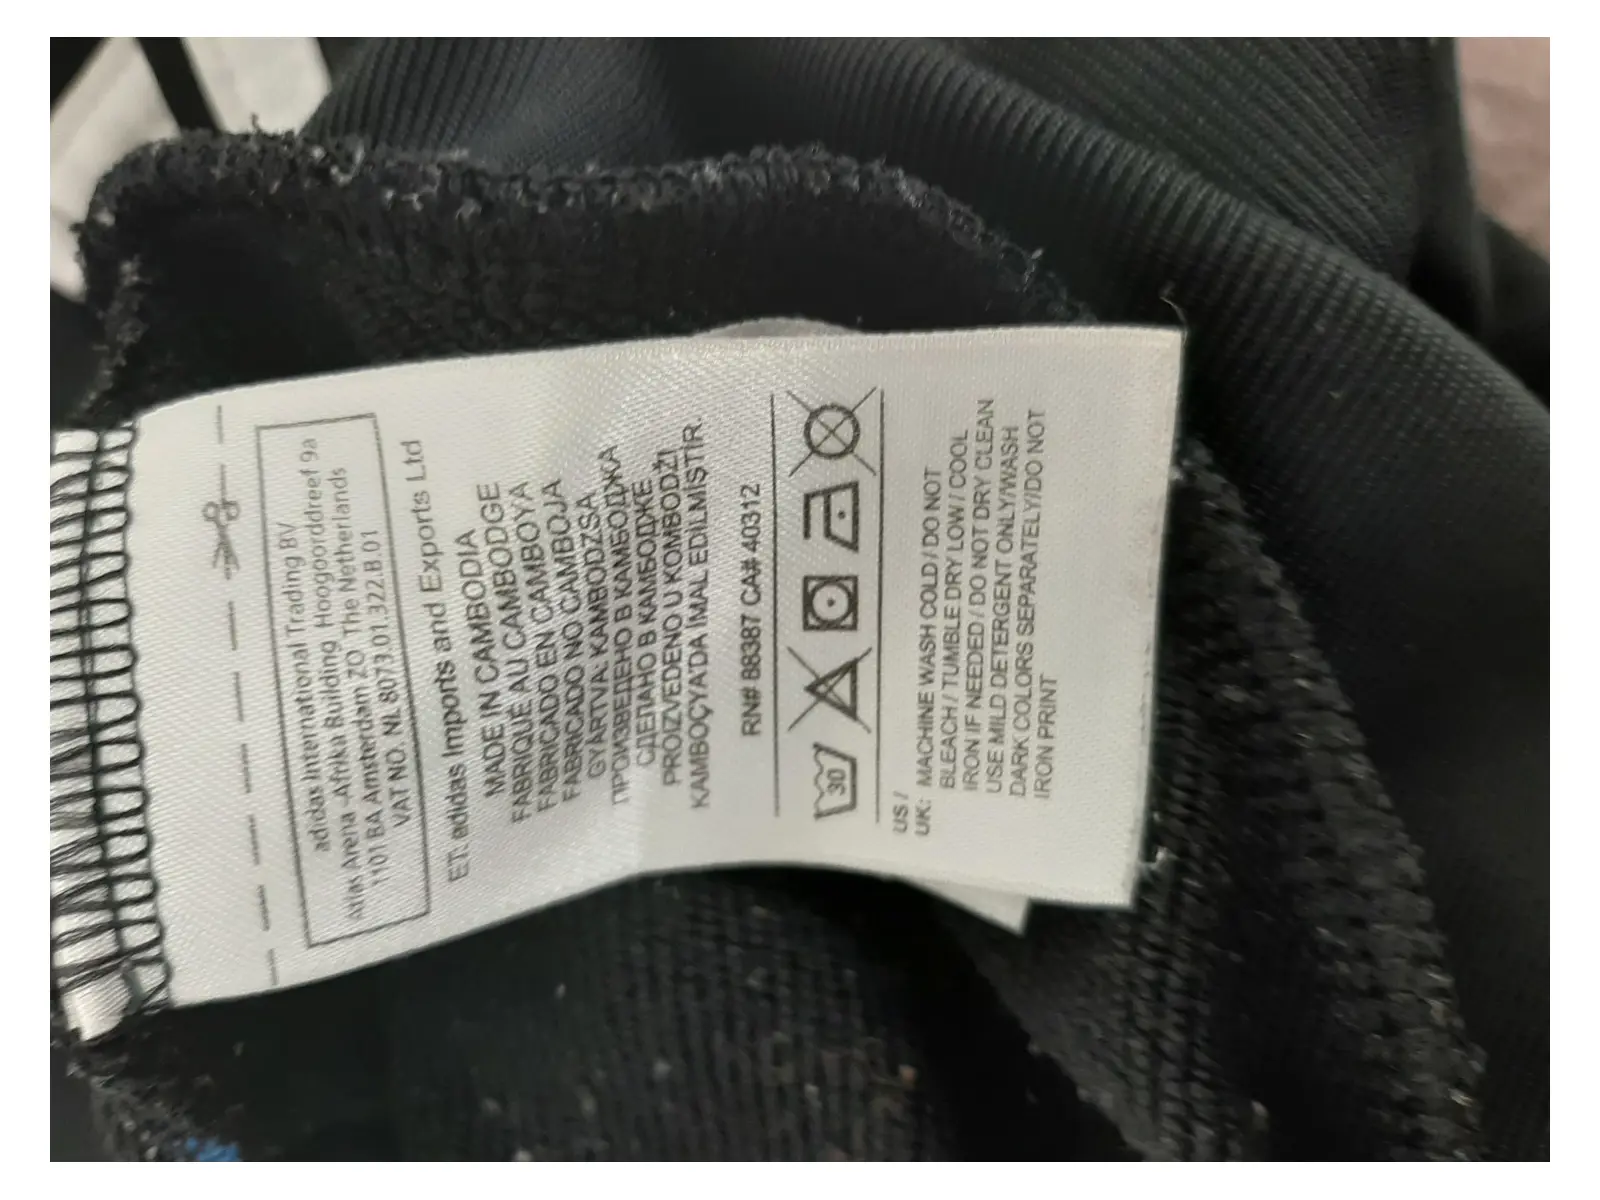 adidas International Trading BV
Atlas Arena -Afrika Building Hoogoorddreef 9a
1101 BA Amsterdam ZO The Netherlands
VAT NO. NL8073.01.322.B.01
ET: adidas Imports and Exports Ltd
MADE IN CAMBODIA
FABRIQUÉ AU CAMBODGE
FABRICADO EN CAMBOYA
FABRICADO NO CAMBOJA
GYÁRTVA: KAMBODZSA
ПРОИЗВЕДЕНО В КАМБОДЖА
СДЕЛАНО В КАМБОДЖЕ
PROIZVEDENO U KOMBODŽI
KAMBOÇYA'DA İMAL EDİLMİŞTİR.
RN# 88387 CA# 40312
30
US /
UK: MACHINE WASH COLD / DO NOT
BLEACH / TUMBLE DRY LOW / COOL
IRON IF NEEDED / DO NOT DRY CLEAN
USE MILD DETERGENT ONLY/WASH
DARK COLORS SEPARATELY/DO NOT
IRON PRINT